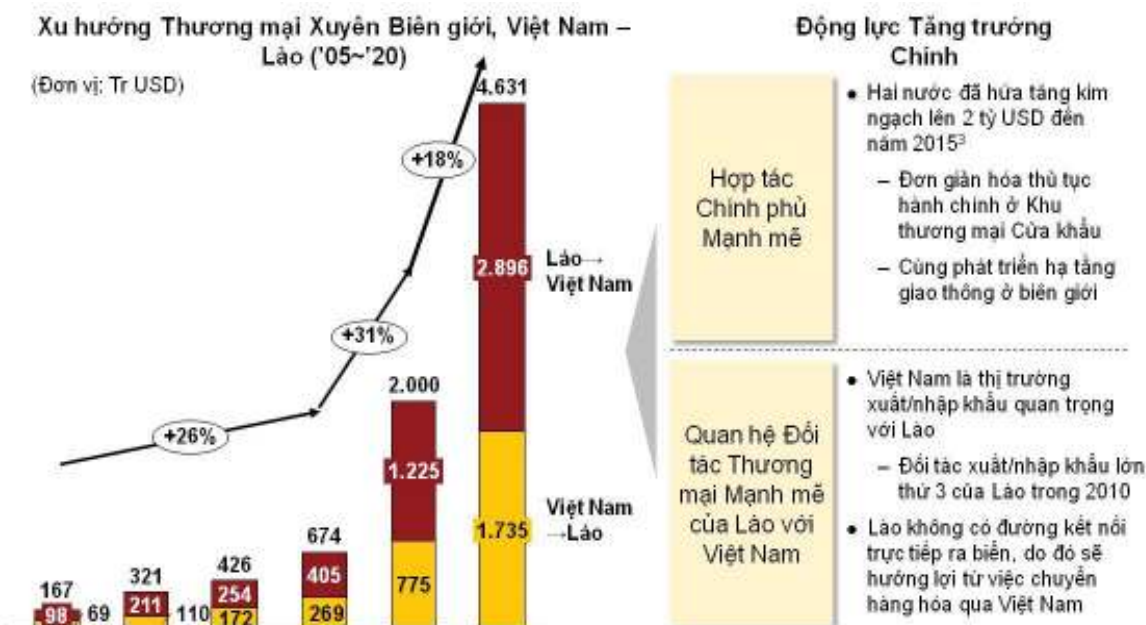 Xu hướng Thương mại Xuyên Biên giới, Việt Nam –
Lào ('05~'20)
(Đơn vị: Tr USD)
4.631
+18%
2.896
Lào→
Việt Nam
+31%
2.000
+26%
1.225
Việt Nam
→Lào
1.735
674
775
426
405
321
254
167
211
269
98
69
110
172
Động lực Tăng trưởng
Chính
Hợp tác
Chính phủ
Mạnh mẽ
• Hai nước đã hứa tăng kim
ngạch lên 2 tỷ USD đến
năm 2015³
– Đơn giản hóa thủ tục
hành chính ở Khu
thương mại Cửa khẩu
– Cùng phát triển hạ tầng
giao thông ở biên giới
Quan hệ Đối
tác Thương
mại Mạnh mẽ
của Lào với
Việt Nam
• Việt Nam là thị trường
xuất/nhập khẩu quan trọng
với Lào
– Đối tác xuất/nhập khẩu lớn
thứ 3 của Lào trong 2010
• Lào không có đường kết nối
trực tiếp ra biển, do đó sẽ
hưởng lợi từ việc chuyển
hàng hóa qua Việt Nam